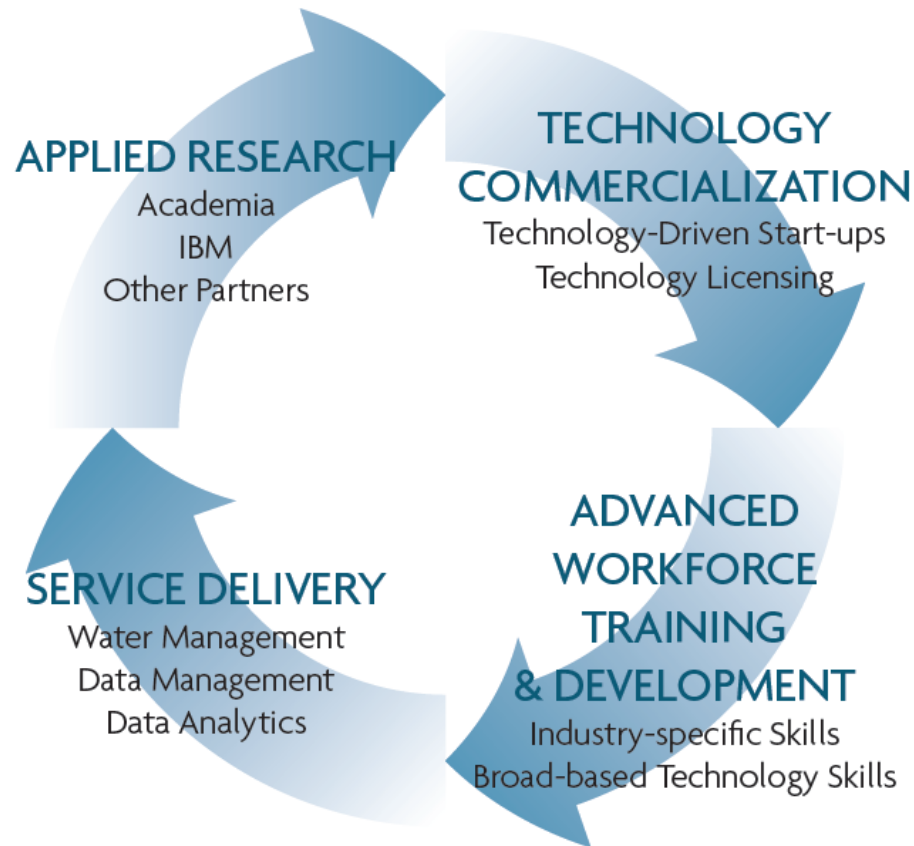 APPLIED RESEARCH
Academia
IBM
Other Partners
TECHNOLOGY
COMMERCIALIZATION
Technology-Driven Start-ups
Technology Licensing
ADVANCED
WORKFORCE
TRAINING
& DEVELOPMENT
Industry-specific Skills
Broad-based Technology Skills
SERVICE DELIVERY
Water Management
Data Management
Data Analytics